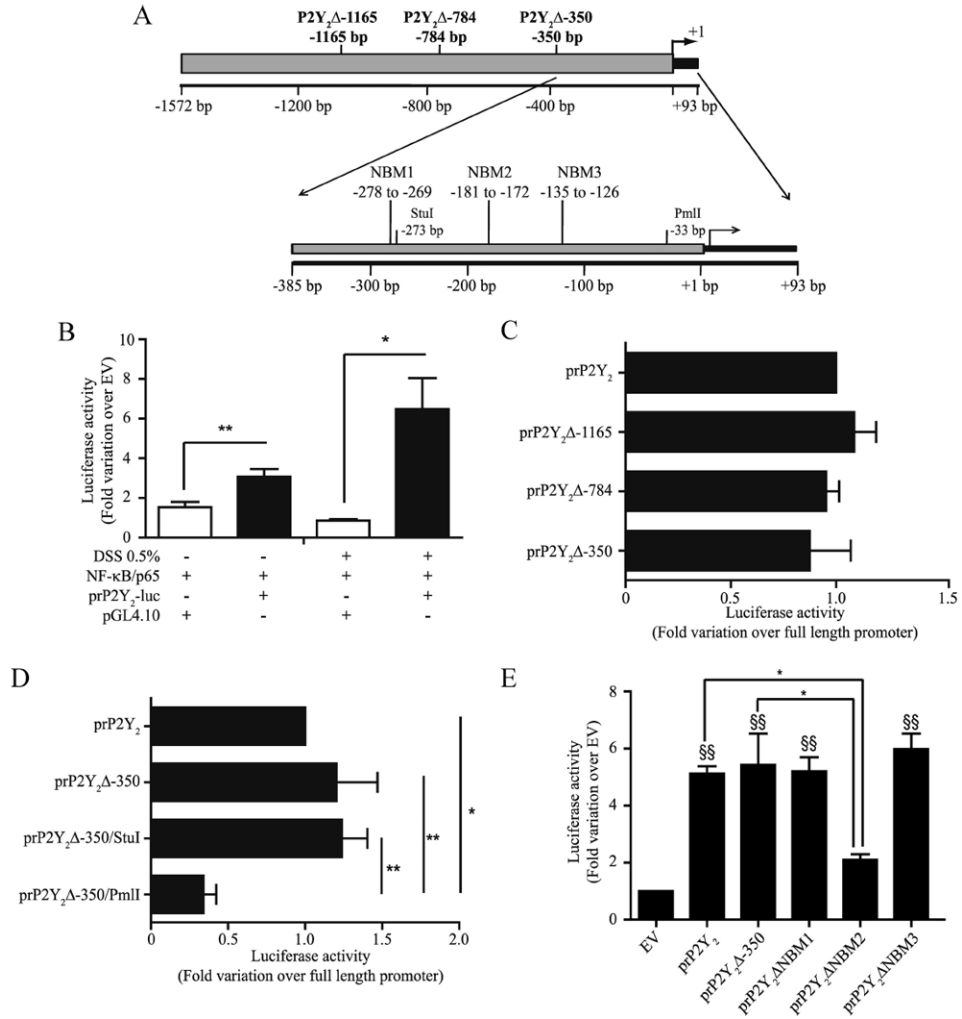 A
P2Y₂Δ-1165 P2Y₂Δ-784 P2Y₂Δ-350
-1165 bp -784 bp -350 bp
+1
-1572 bp -1200 bp -800 bp -400 bp +93 bp
NBM1 NBM2 NBM3
-278 to -269 -181 to -172 -135 to -126
StuI PmlI
-273 bp -33 bp
-385 bp -300 bp -200 bp -100 bp +1 bp +93 bp
B
Luciferase activity
(Fold variation over EV)
10
8
6
4
2
0
**
*
DSS 0.5% - - + +
NF-κB/p65 + + + +
prP2Y₂-luc - + - +
pGL4.10 + - + -
C
prP2Y₂
prP2Y₂Δ-1165
prP2Y₂Δ-784
prP2Y₂Δ-350
0 0.5 1.0 1.5
Luciferase activity
(Fold variation over full length promoter)
D
prP2Y₂
prP2Y₂Δ-350
prP2Y₂Δ-350/StuI
prP2Y₂Δ-350/PmlI
** ** *
0 0.5 1.0 1.5 2.0
Luciferase activity
(Fold variation over full length promoter)
E
Luciferase activity
(Fold variation over EV)
8
6
4
2
0
*
*
§§ §§ §§ §§
EV prP2Y₂ prP2Y₂Δ-350 prP2Y₂ΔNBM1 prP2Y₂ΔNBM2 prP2Y₂ΔNBM3